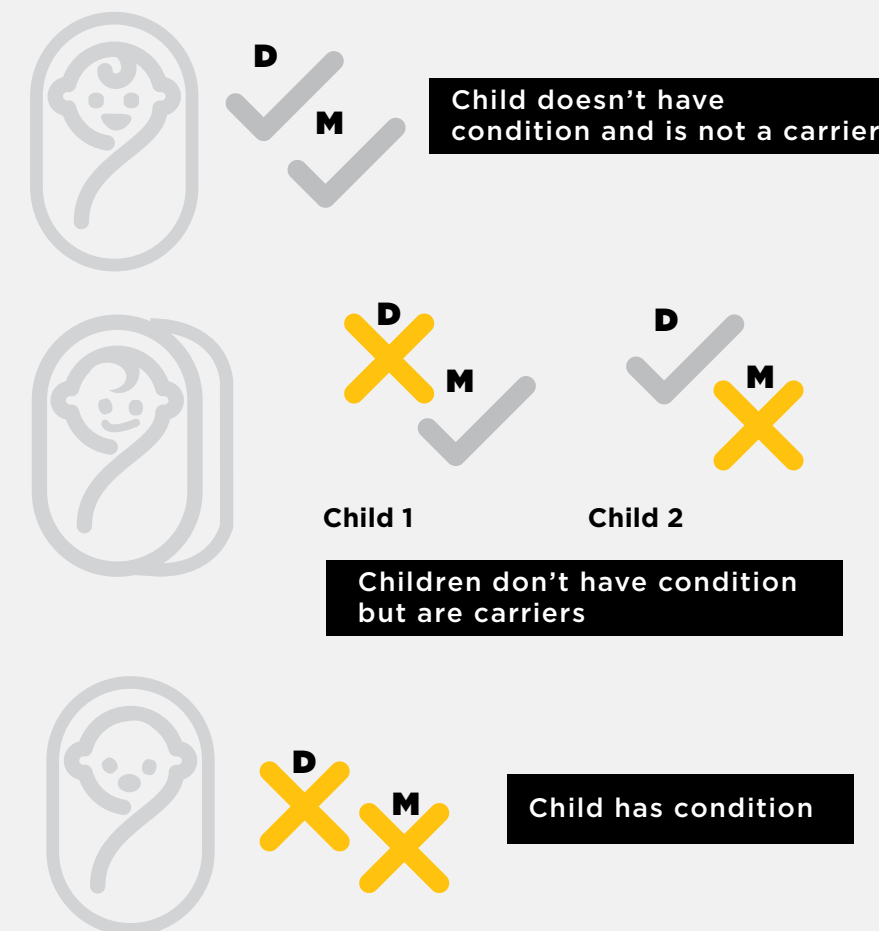 D
M
Child doesn’t have
condition and is not a carrier
D
M
D
M
Child 1
Child 2
Children don’t have condition
but are carriers
D
M
Child has condition